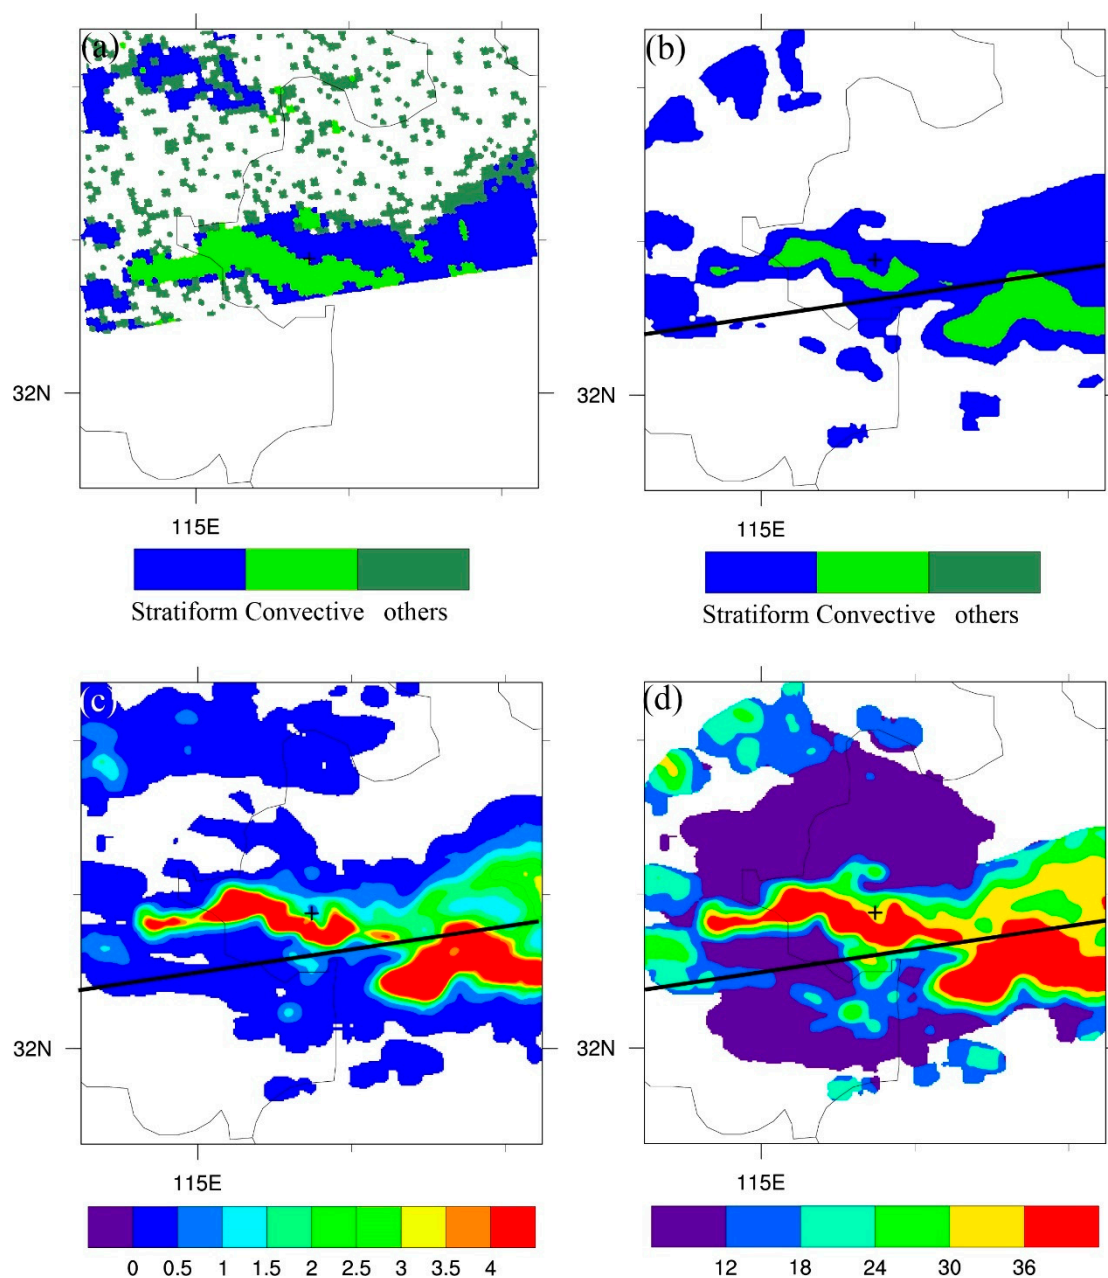 (a) (b)
32N 32N
115E 115E
Stratiform Convective others Stratiform Convective others
(c) (d)
32N 32N
115E 115E
0 0.5 1 1.5 2 2.5 3 3.5 4 12 18 24 30 36